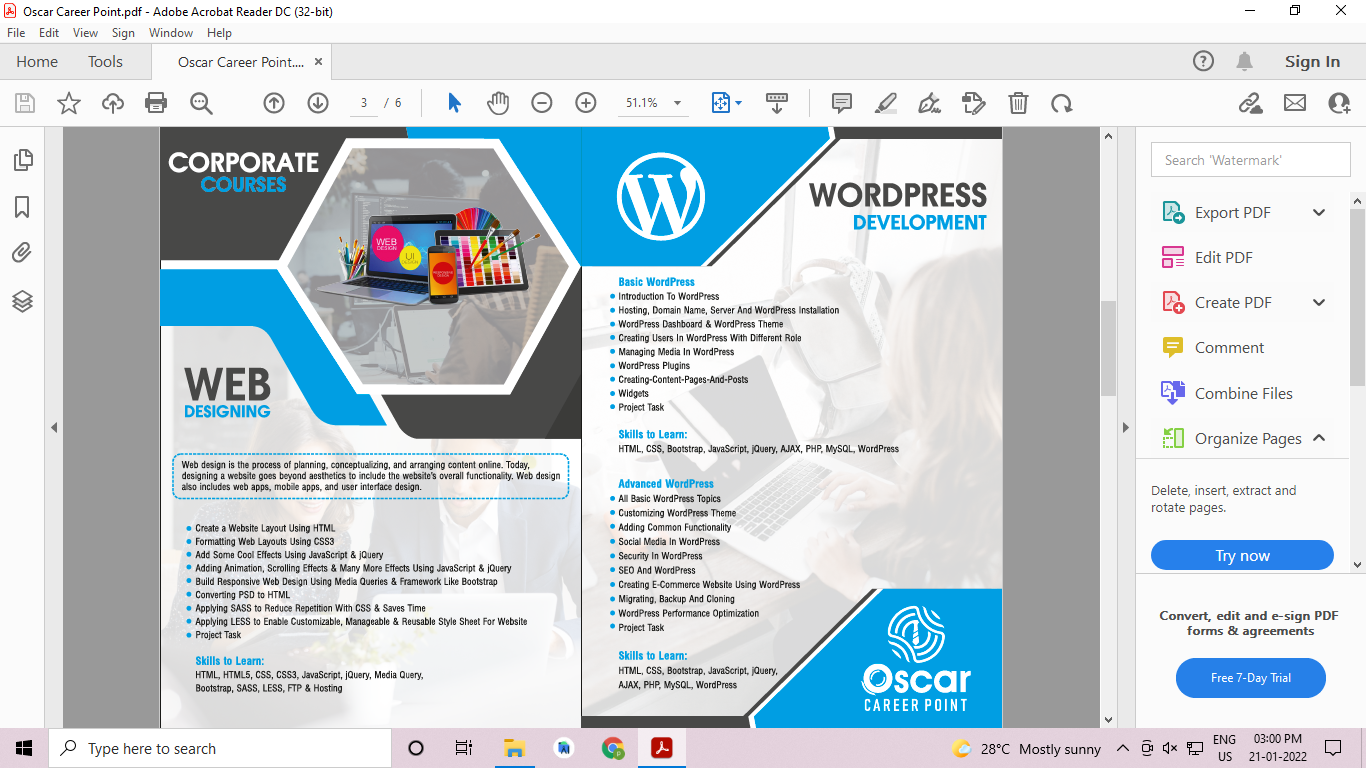 Oscar Career Point.pdf - Adobe Acrobat Reader DC (32-bit)
File Edit View Sign Window Help
Home Tools Oscar Career Point.... × Sign In
3 / 6 51.1%
CORPORATE
COURSES
WEB
DESIGN
UI
DESIGN
RESPONSIVE
DESIGN
WEB
DESIGNING
Web design is the process of planning, conceptualizing, and arranging content online. Today,
designing a website goes beyond aesthetics to include the website's overall functionality. Web design
also includes web apps, mobile apps, and user interface design.
Create a Website Layout Using HTML
Formatting Web Layouts Using CSS3
Add Some Cool Effects Using JavaScript & jQuery
Adding Animation, Scrolling Effects & Many More Effects Using JavaScript & jQuery
Build Responsive Web Design Using Media Queries & Framework Like Bootstrap
Converting PSD to HTML
Applying SASS to Reduce Repetition With CSS & Saves Time
Applying LESS to Enable Customizable, Manageable & Reusable Style Sheet For Website
Project Task
Skills to Learn:
HTML, HTML5, CSS, CSS3, JavaScript, jQuery, Media Query,
Bootstrap, SASS, LESS, FTP & Hosting
WORDPRESS
DEVELOPMENT
Basic WordPress
Introduction To WordPress
Hosting, Domain Name, Server And WordPress Installation
WordPress Dashboard & WordPress Theme
Creating Users In WordPress With Different Role
Managing Media In WordPress
WordPress Plugins
Creating-Content-Pages-And-Posts
Widgets
Project Task
Skills to Learn:
HTML, CSS, Bootstrap, JavaScript, jQuery, AJAX, PHP, MySQL, WordPress
Advanced WordPress
All Basic WordPress Topics
Customizing WordPress Theme
Adding Common Functionality
Social Media In WordPress
Security In WordPress
SEO And WordPress
Creating E-Commerce Website Using WordPress
Migrating, Backup And Cloning
WordPress Performance Optimization
Project Task
Skills to Learn:
HTML, CSS, Bootstrap, JavaScript, jQuery,
AJAX, PHP, MySQL, WordPress
Oscar
CAREER POINT
Search 'Watermark'
Export PDF
Edit PDF
Create PDF
Comment
Combine Files
Organize Pages
Delete, insert, extract and
rotate pages.
Try now
Convert, edit and e-sign PDF
forms & agreements
Free 7-Day Trial
Type here to search
28°C Mostly sunny
ENG
US
03:00 PM
21-01-2022